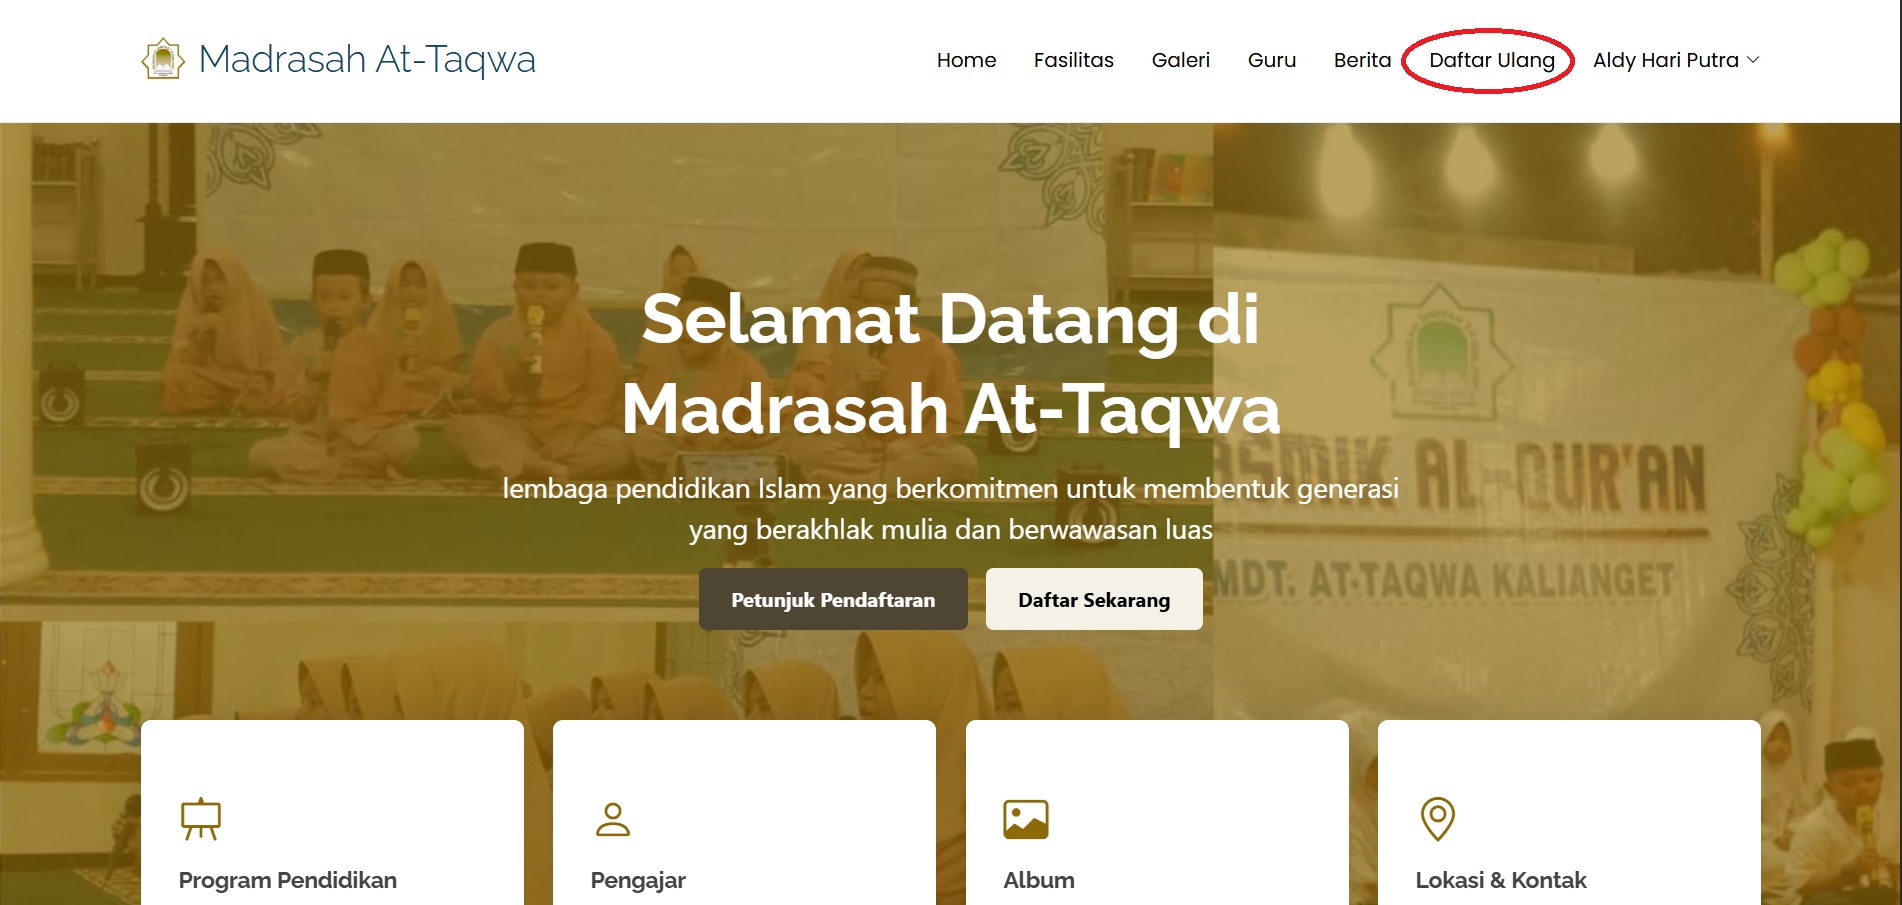 Madrasah At-Taqwa
Home Fasilitas Galeri Guru Berita Daftar Ulang Aldy Hari Putra
Selamat Datang di
Madrasah At-Taqwa
lembaga pendidikan Islam yang berkomitmen untuk membentuk generasi
yang berakhlak mulia dan berwawasan luas
Petunjuk Pendaftaran Daftar Sekarang
AL-QUR'AN
MDT. AT-TAQWA KALIANGET
Program Pendidikan
Pengajar
Album
Lokasi & Kontak